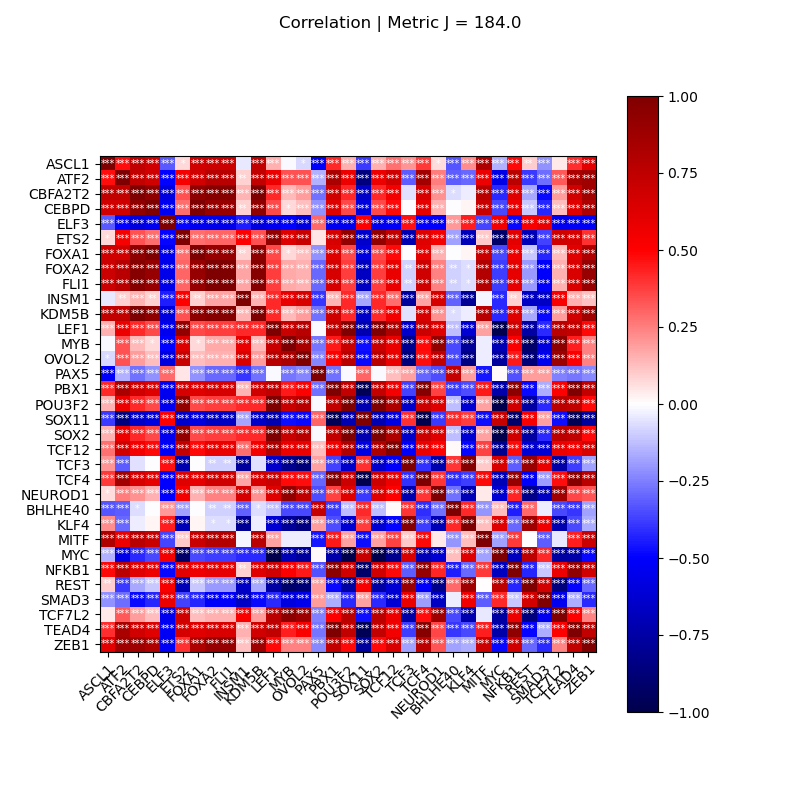 Correlation | Metric J = 184.0
ASCL1
ATF2
CBFA2T2
CEBPD
ELF3
ETS2
FOXA1
FOXA2
FLI1
INSM1
KDM5B
LEF1
MYB
OVOL2
PAX5
PBX1
POU3F2
SOX11
SOX2
TCF12
TCF3
TCF4
NEUROD1
BHLHE40
KLF4
MITF
MYC
NFKB1
REST
SMAD3
TCF7L2
TEAD4
ZEB1
ASCL1
ATF2
CBFA2T2
CEBPD
ELF3
ETS2
FOXA1
FOXA2
FLI1
INSM1
KDM5B
LEF1
MYB
OVOL2
PAX5
PBX1
POU3F2
SOX11
SOX2
TCF12
TCF3
TCF4
NEUROD1
BHLHE40
KLF4
MITF
MYC
NFKB1
REST
SMAD3
TCF7L2
TEAD4
ZEB1
1.00
0.75
0.50
0.25
0.00
−0.25
−0.50
−0.75
−1.00